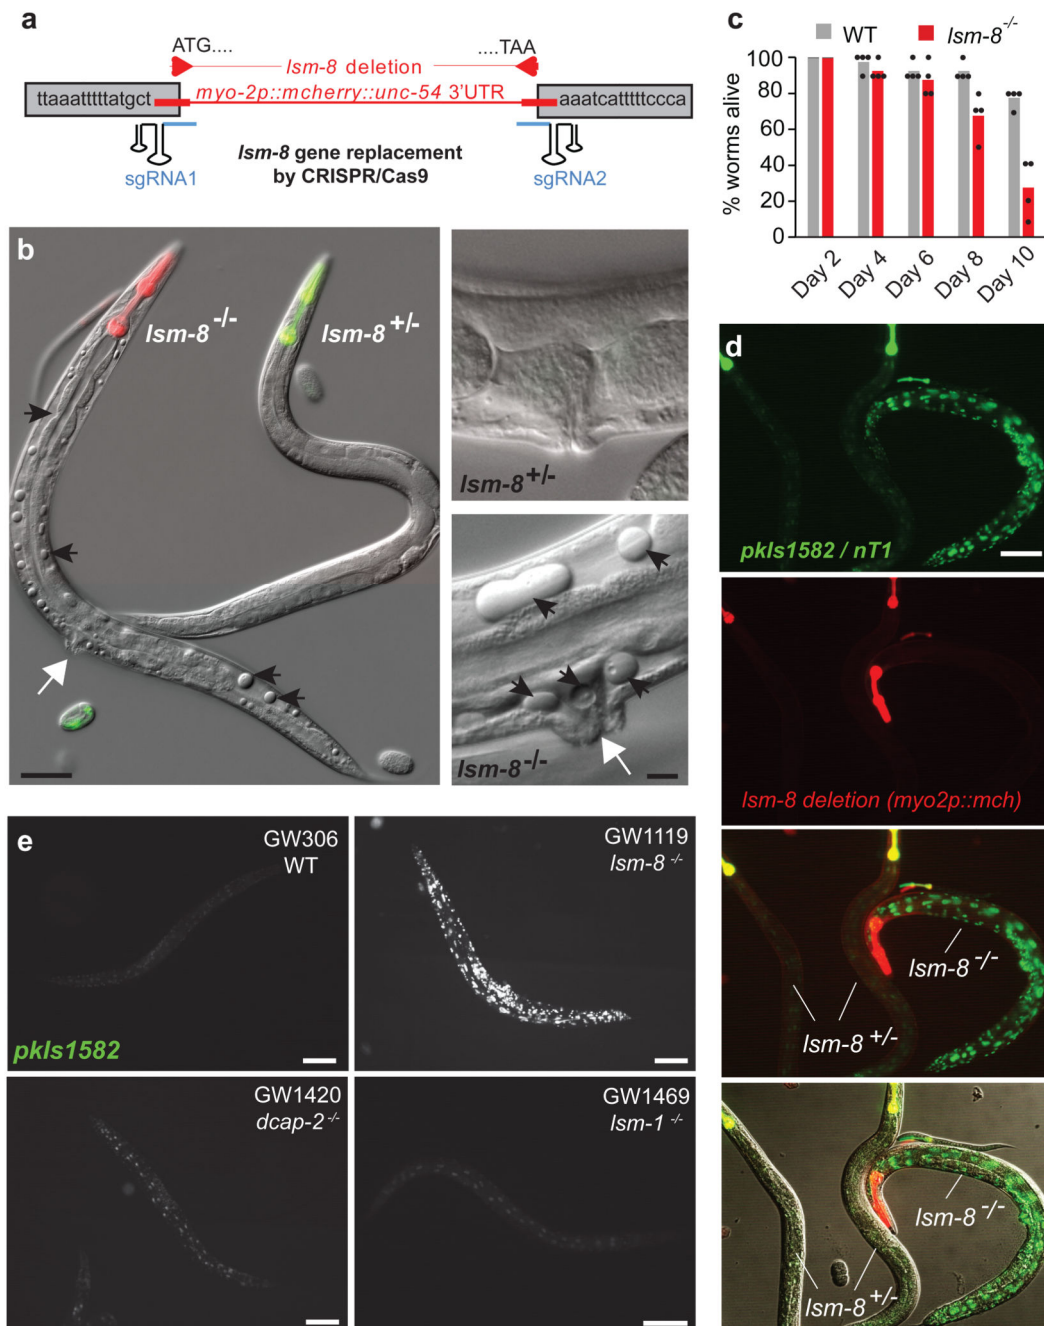 a
ATG....
....TAA
lsm-8 deletion
ttaaatttttatgct
myo-2p::mcherry::unc-54 3'UTR
aaatcatttttccca
lsm-8 gene replacement
by CRISPR/Cas9
sgRNA1
sgRNA2
c
WT
lsm-8-/-
% worms alive
100
80
60
40
20
0
Day 2
Day 4
Day 6
Day 8
Day 10
b
lsm-8-/-
lsm-8+/-
lsm-8+/-
lsm-8-/-
d
pkIs1582 / nT1
lsm-8 deletion (myo2p::mch)
lsm-8-/-
lsm-8+/-
lsm-8-/-
lsm-8+/-
e
GW306
WT
pkIs1582
GW1119
lsm-8-/-
GW1420
dcap-2-/-
GW1469
lsm-1-/-